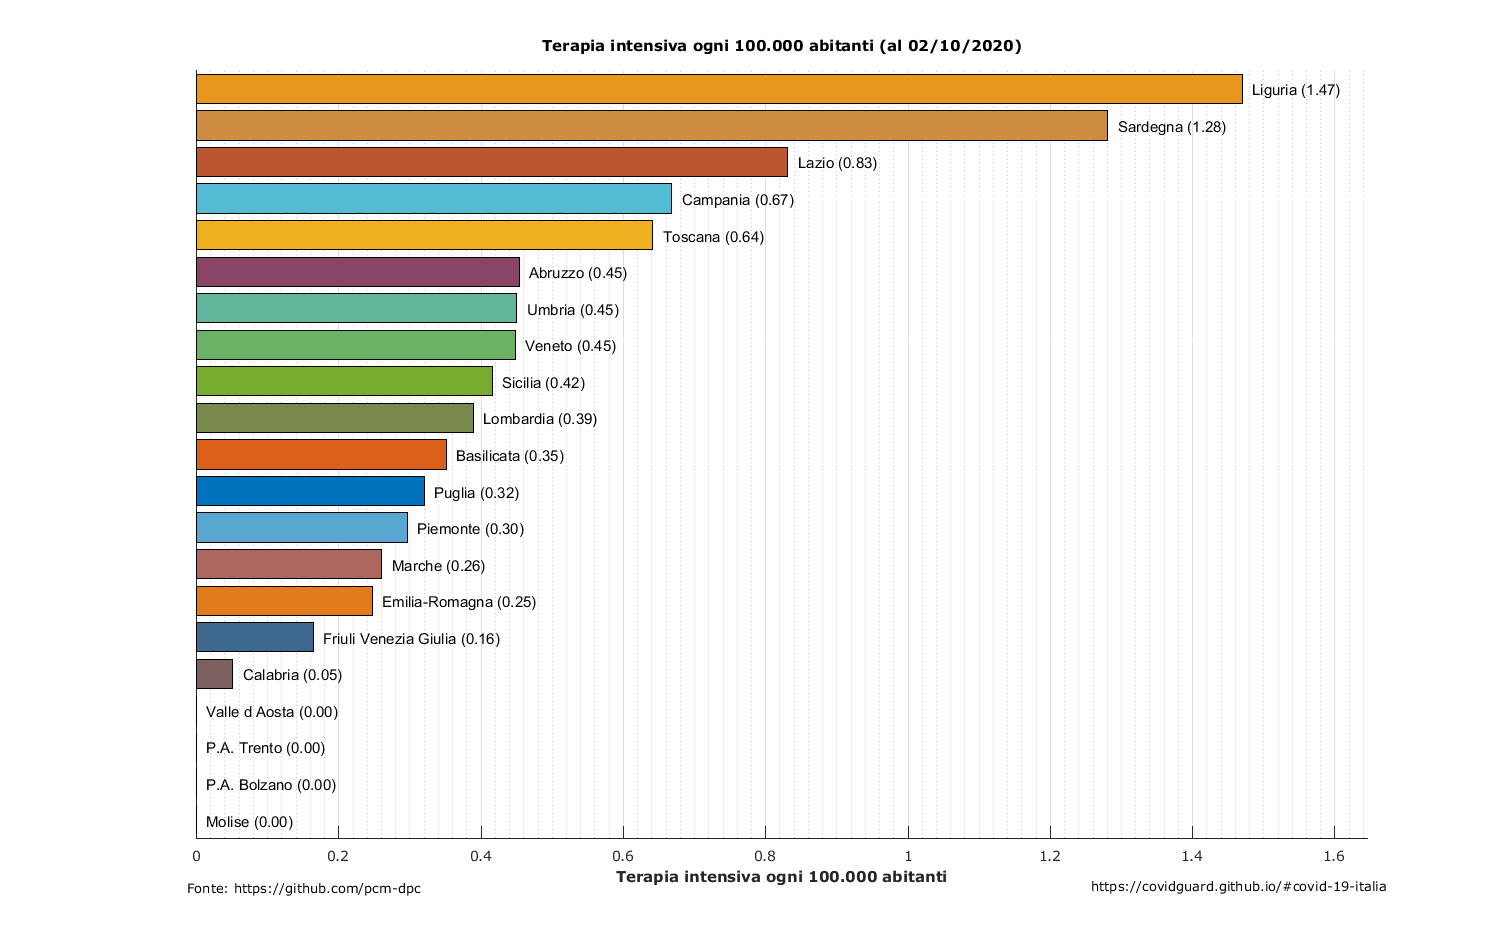 Terapia intensiva ogni 100.000 abitanti (al 02/10/2020)
Liguria (1.47)
Sardegna (1.28)
Lazio (0.83)
Campania (0.67)
Toscana (0.64)
Abruzzo (0.45)
Umbria (0.45)
Veneto (0.45)
Sicilia (0.42)
Lombardia (0.39)
Basilicata (0.35)
Puglia (0.32)
Piemonte (0.30)
Marche (0.26)
Emilia-Romagna (0.25)
Friuli Venezia Giulia (0.16)
Calabria (0.05)
Valle d Aosta (0.00)
P.A. Trento (0.00)
P.A. Bolzano (0.00)
Molise (0.00)
0 0.2 0.4 0.6 0.8 1 1.2 1.4 1.6
Terapia intensiva ogni 100.000 abitanti
Fonte: https://github.com/pcm-dpc
https://covidguard.github.io/#covid-19-italia